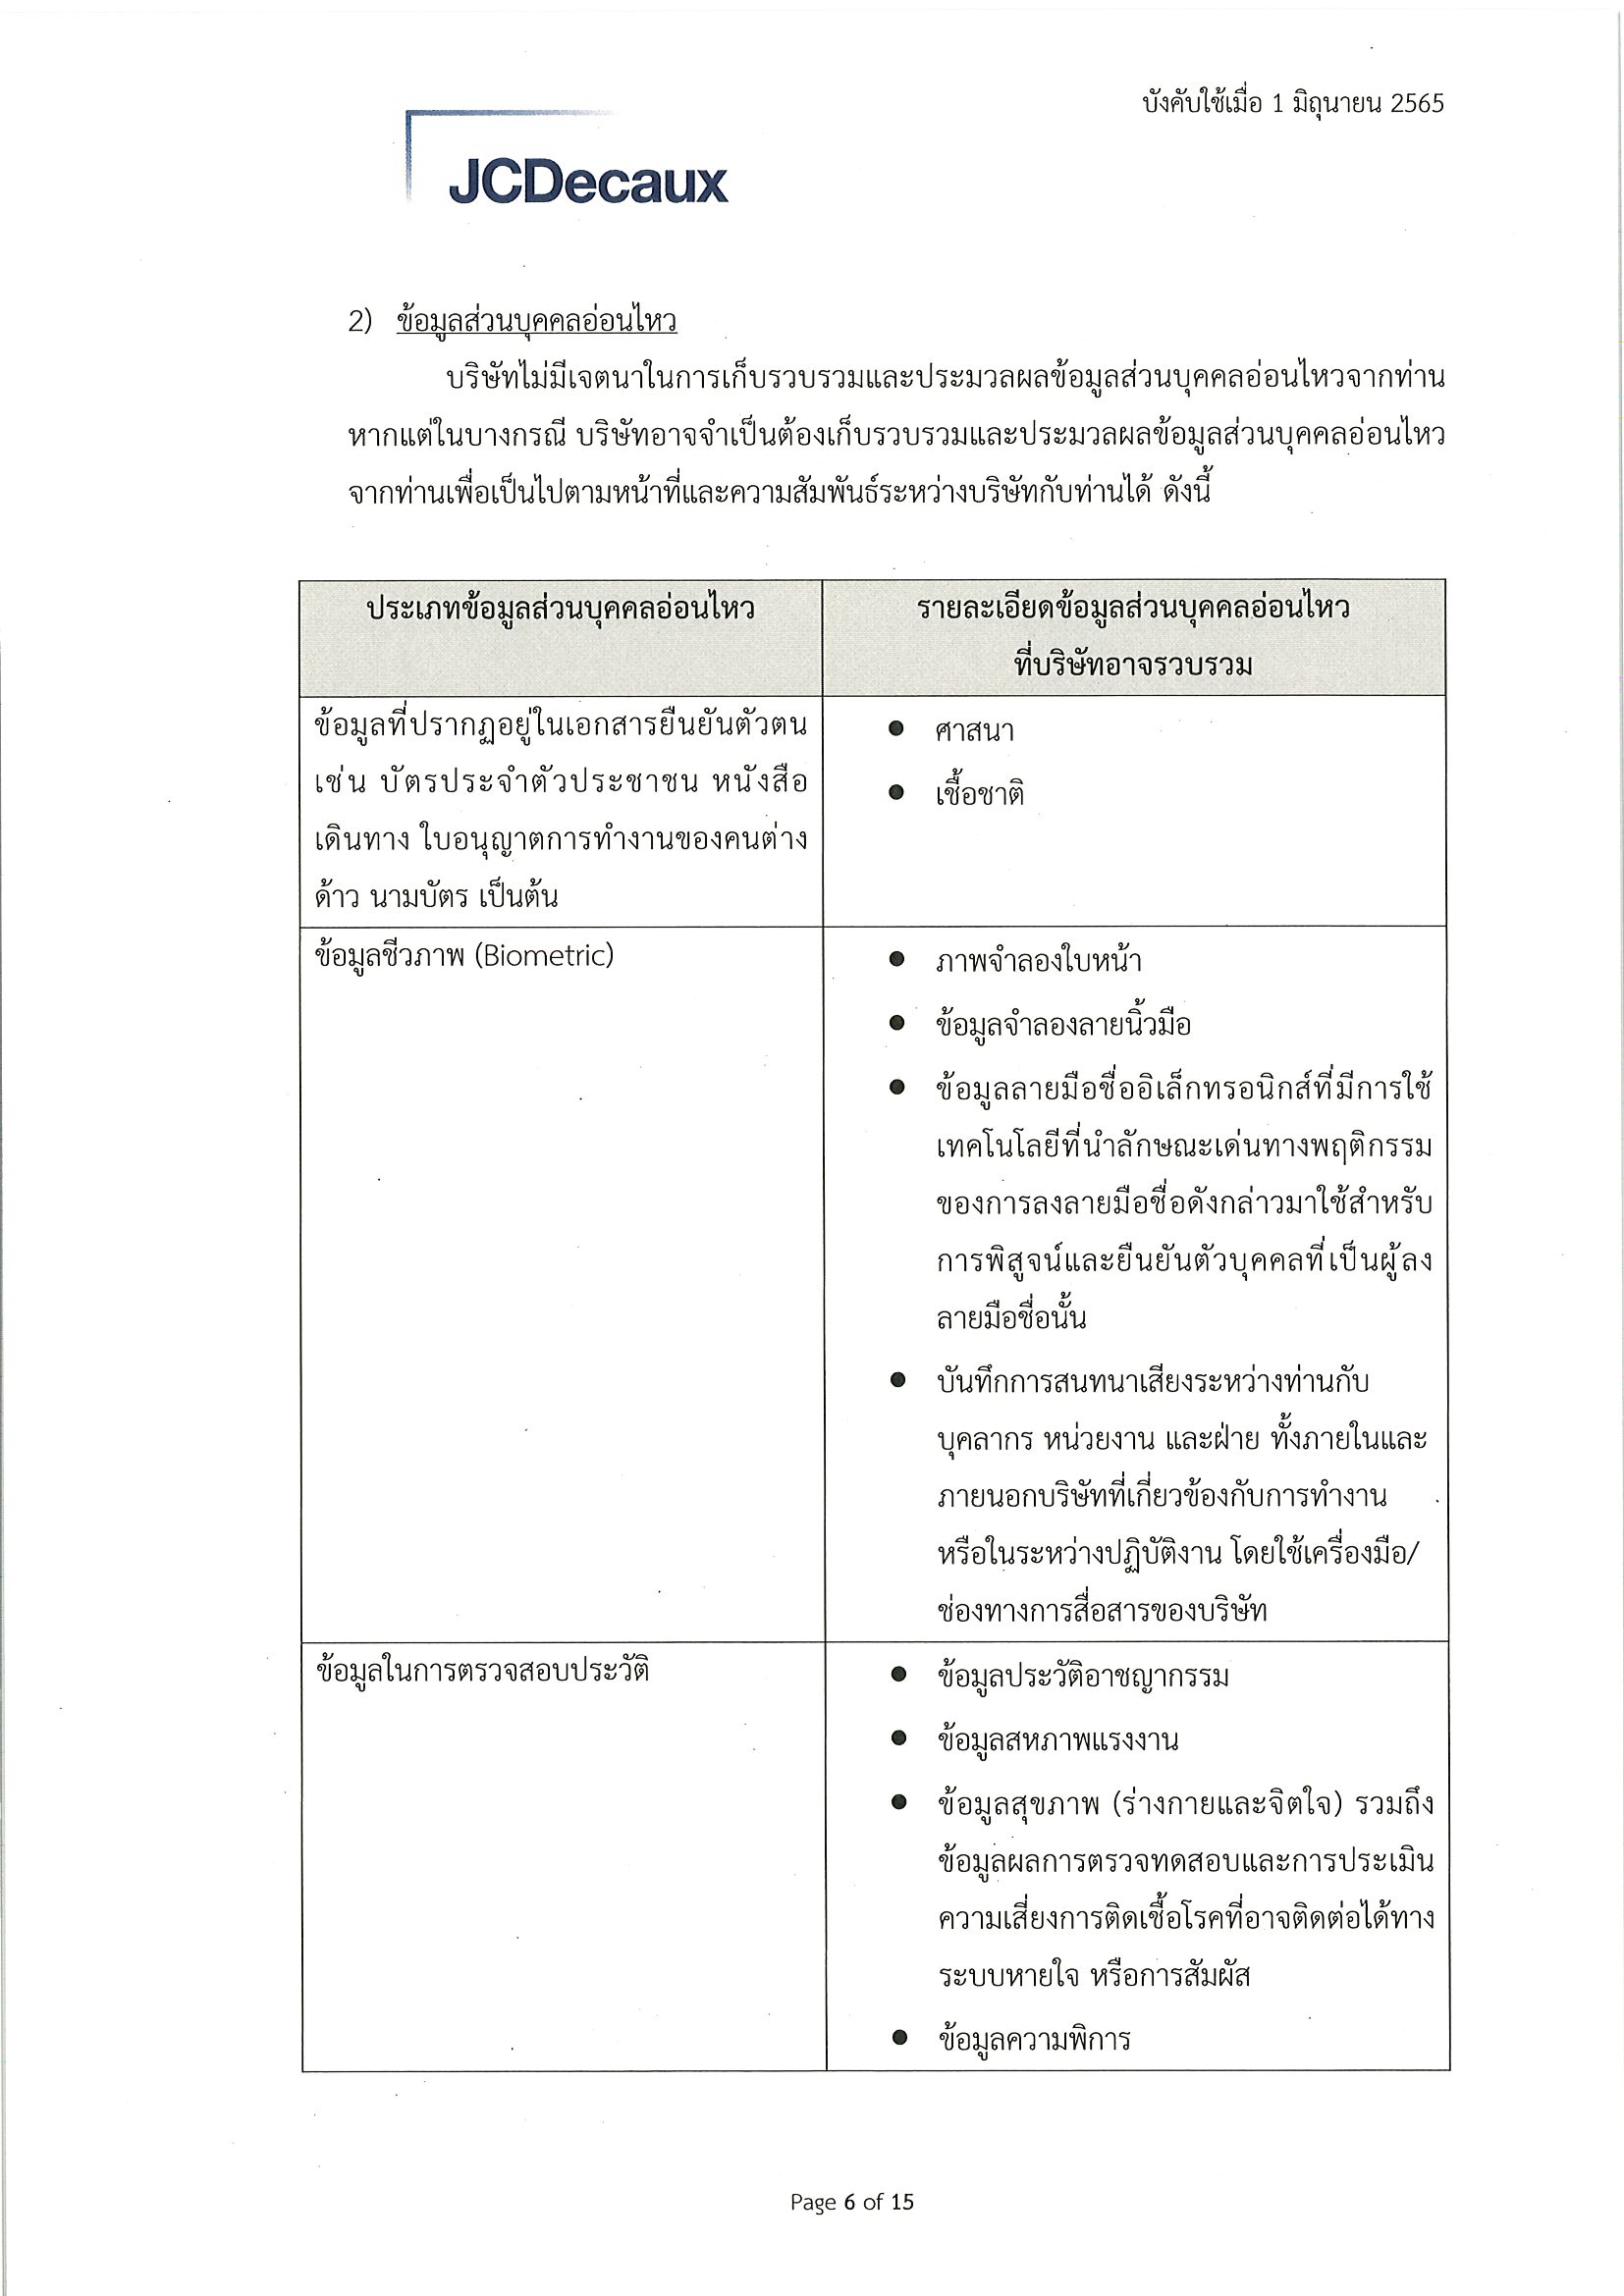 บังคับใช้เมื่อ 1 มิถุนายน 2565
JCDecaux
2) ข้อมูลส่วนบุคคลอ่อนไหว
บริษัทไม่มีเจตนาในการเก็บรวบรวมและประมวลผลข้อมูลส่วนบุคคลอ่อนไหวจากท่าน
หากแต่ในบางกรณี บริษัทอาจจำเป็นต้องเก็บรวบรวมและประมวลผลข้อมูลส่วนบุคคลอ่อนไหว
จากท่านเพื่อเป็นไปตามหน้าที่และความสัมพันธ์ระหว่างบริษัทกับท่านได้ ดังนี้
ประเภทข้อมูลส่วนบุคคลอ่อนไหว
รายละเอียดข้อมูลส่วนบุคคลอ่อนไหว
ที่บริษัทอาจรวบรวม
ข้อมูลที่ปรากฏอยู่ในเอกสารยืนยันตัวตน
เช่น บัตรประจำตัวประชาชน หนังสือ
เดินทาง ใบอนุญาตการทำงานของคนต่าง
ด้าว นามบัตร เป็นต้น
● ศาสนา
● เชื้อชาติ
ข้อมูลชีวภาพ (Biometric)
● ภาพจำลองใบหน้า
● ข้อมูลจำลองลายนิ้วมือ
● ข้อมูลลายมือชื่ออิเล็กทรอนิกส์ที่มีการใช้
เทคโนโลยีที่นำลักษณะเด่นทางพฤติกรรม
ของการลงลายมือชื่อดังกล่าวมาใช้สำหรับ
การพิสูจน์และยืนยันตัวบุคคลที่เป็นผู้ลง
ลายมือชื่อนั้น
● บันทึกการสนทนาเสียงระหว่างท่านกับ
บุคลากร หน่วยงาน และฝ่าย ทั้งภายในและ
ภายนอกบริษัทที่เกี่ยวข้องกับการทำงาน
หรือในระหว่างปฏิบัติงาน โดยใช้เครื่องมือ/
ช่องทางการสื่อสารของบริษัท
ข้อมูลในการตรวจสอบประวัติ
● ข้อมูลประวัติอาชญากรรม
● ข้อมูลสหภาพแรงงาน
● ข้อมูลสุขภาพ (ร่างกายและจิตใจ) รวมถึง
ข้อมูลผลการตรวจทดสอบและการประเมิน
ความเสี่ยงการติดเชื้อโรคที่อาจติดต่อได้ทาง
ระบบหายใจ หรือการสัมผัส
● ข้อมูลความพิการ
Page 6 of 15